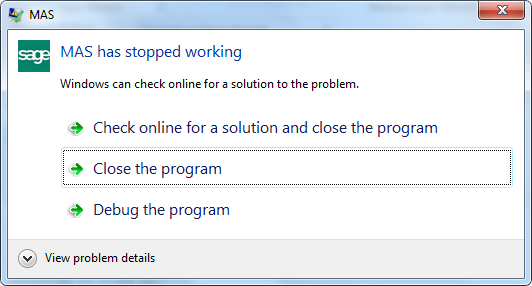 MAS
sage
MAS has stopped working
Windows can check online for a solution to the problem.
Check online for a solution and close the program
Close the program
Debug the program
View problem details